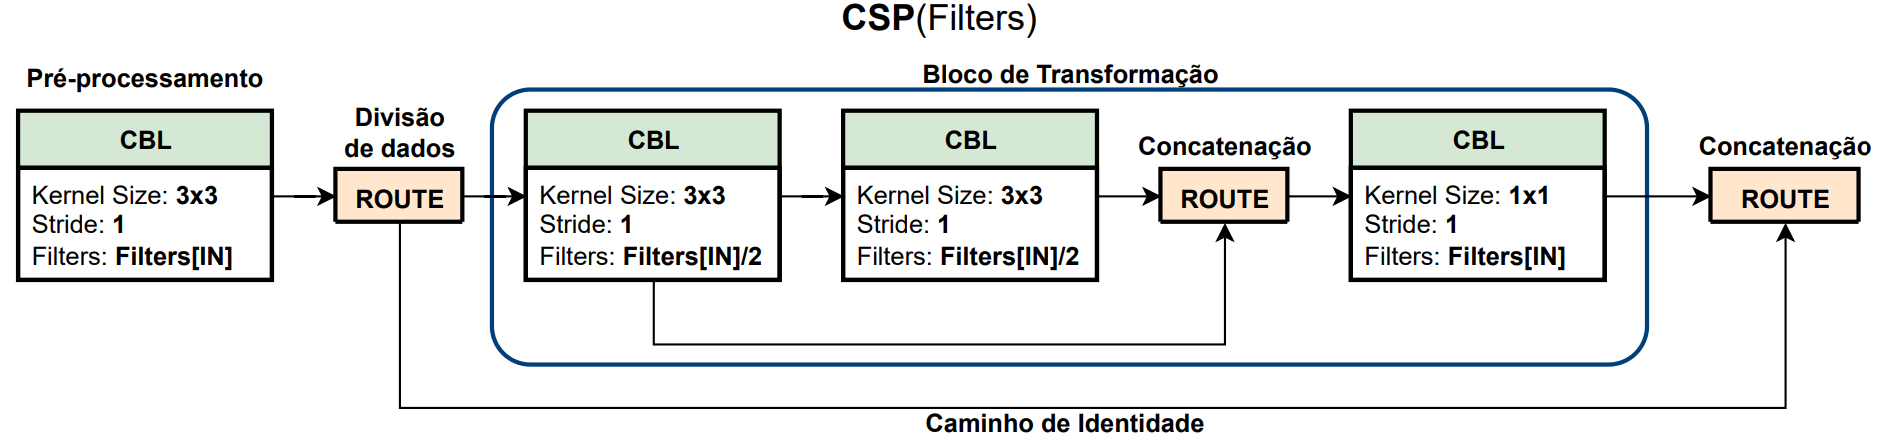 CSP(Filters)
Pré-processamento
CBL
Kernel Size: 3x3
Stride: 1
Filters: Filters[IN]
Divisão
de dados
ROUTE
Bloco de Transformação
CBL
Kernel Size: 3x3
Stride: 1
Filters: Filters[IN]/2
CBL
Kernel Size: 3x3
Stride: 1
Filters: Filters[IN]/2
Concatenação
ROUTE
CBL
Kernel Size: 1x1
Stride: 1
Filters: Filters[IN]
Concatenação
ROUTE
Caminho de Identidade